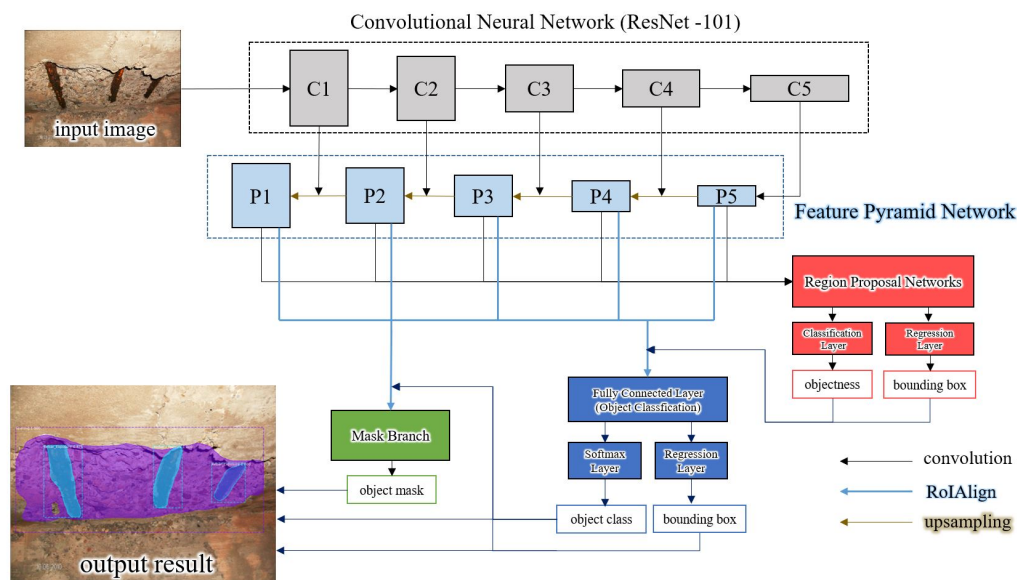 Convolutional Neural Network (ResNet -101)
input image
C1
C2
C3
C4
C5
P1
P2
P3
P4
P5
Feature Pyramid Network
Region Proposal Networks
Classification
Layer
Regression
Layer
objectness
bounding box
Fully Connected Layer
(Object Classfication)
Mask Branch
Softmax
Layer
Regression
Layer
object mask
object class
bounding box
output result
convolution
RoIAlign
upsampling